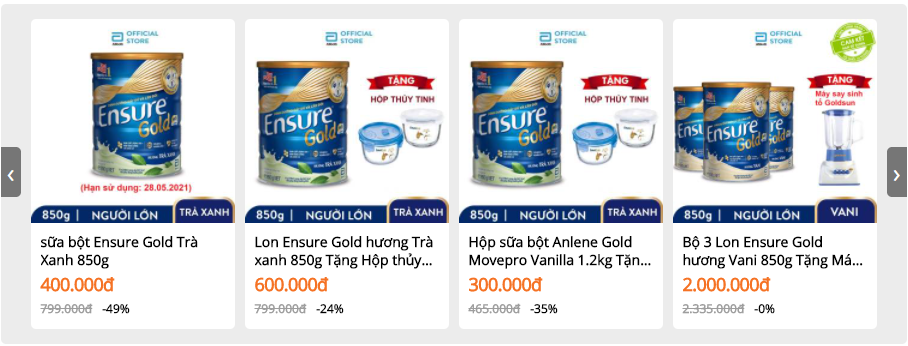 OFFICIAL
STORE
Ensure
Gold
(Hạn sử dụng: 28.05.2021)
850g | NGƯỜI LỚN
TRÀ XANH
sữa bột Ensure Gold Trà
Xanh 850g
400.000đ
799.000đ -49%
OFFICIAL
STORE
TẶNG
HỘP THỦY TINH
Ensure
Gold
850g | NGƯỜI LỚN
TRÀ XANH
Lon Ensure Gold hương Trà
xanh 850g Tặng Hộp thủy...
600.000đ
799.000đ -24%
OFFICIAL
STORE
TẶNG
HỘP THỦY TINH
Ensure
Gold
850g | NGƯỜI LỚN
TRÀ XANH
Hộp sữa bột Anlene Gold
Movepro Vanilla 1.2kg Tặn...
300.000đ
465.000đ -35%
OFFICIAL
STORE
CAM KẾT
TẶNG
Máy say sinh
tố Goldsun
Ensure
Gold
850g | NGƯỜI LỚN
VANI
Bộ 3 Lon Ensure Gold
hương Vani 850g Tặng Má...
2.000.000đ
2.335.000đ -0%